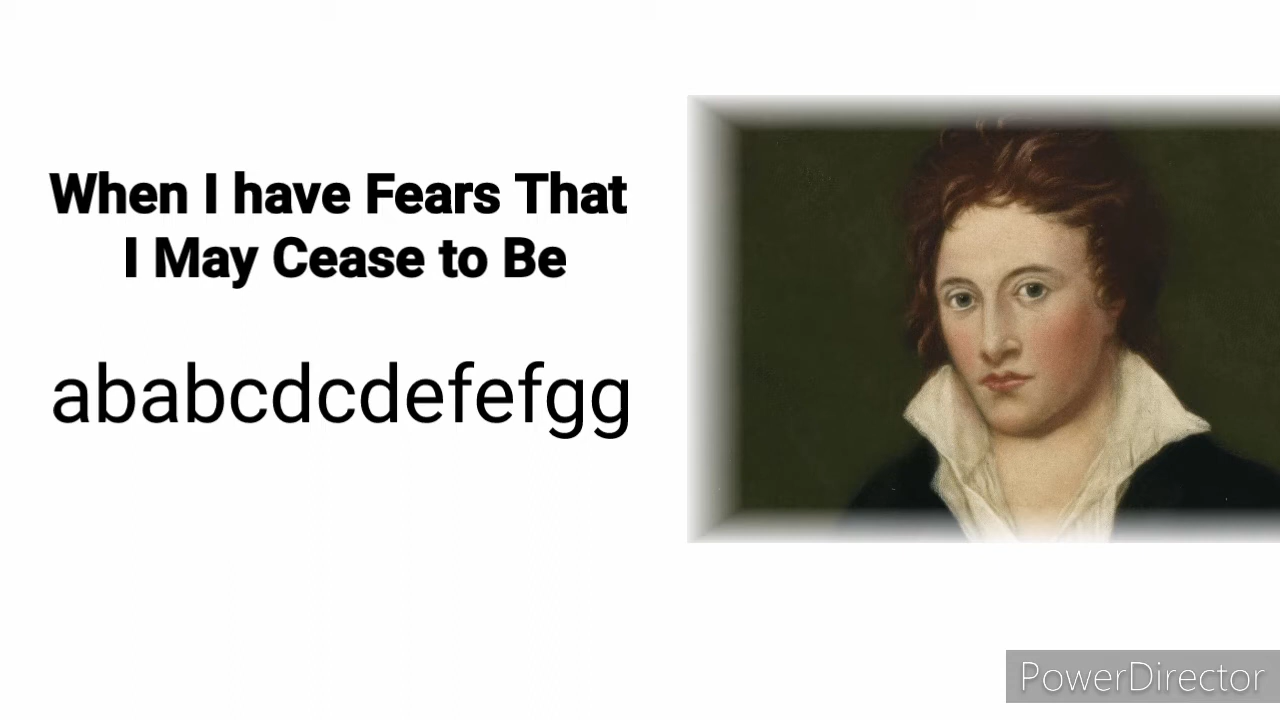 When I have Fears That
I May Cease to Be
ababcdcdefefgg
PowerDirector